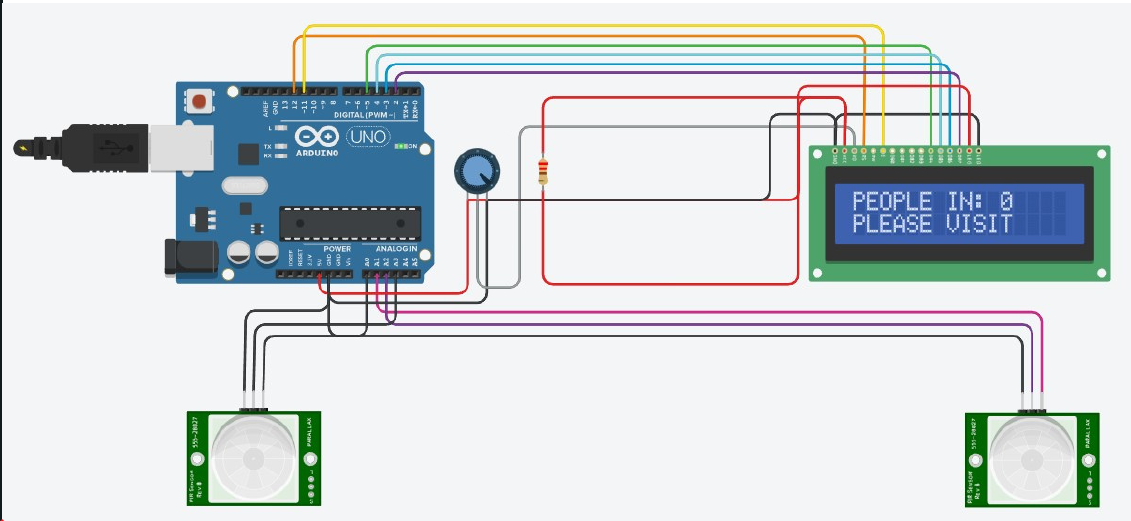 AREF
GND
13
12
~11
~10
~9
8
7
~6
~5
4
~3
2
TX→1
RX←0
DIGITAL (PWM~)
L
TX
RX
ARDUINO
UNO
ON
POWER
ANALOG IN
IOREF
RESET
3.3V
5V
GND
GND
Vin
A0
A1
A2
A3
A4
A5
PEOPLE IN: 0
PLEASE VISIT
555-28027
PARALLAX
PIR Sensor
Rev B
555-28027
PARALLAX
PIR Sensor
Rev B